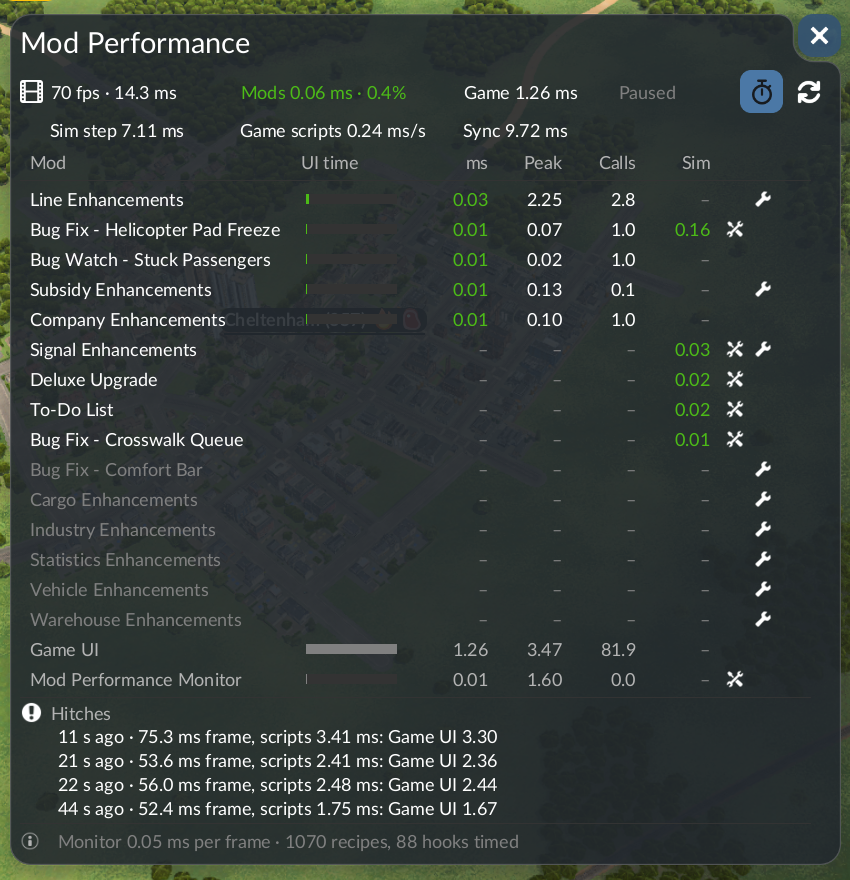 Mod Performance
70 fps · 14.3 ms Mods 0.06 ms · 0.4% Game 1.26 ms Paused
Sim step 7.11 ms Game scripts 0.24 ms/s Sync 9.72 ms
Mod UI time ms Peak Calls Sim
Line Enhancements 0.03 2.25 2.8 –
Bug Fix - Helicopter Pad Freeze 0.01 0.07 1.0 0.16
Bug Watch - Stuck Passengers 0.01 0.02 1.0 –
Subsidy Enhancements 0.01 0.13 0.1 –
Company Enhancements 0.01 0.10 1.0 –
Signal Enhancements – – – 0.03
Deluxe Upgrade – – – 0.02
To-Do List – – – 0.02
Bug Fix - Crosswalk Queue – – – 0.01
Bug Fix - Comfort Bar – – – –
Cargo Enhancements – – – –
Industry Enhancements – – – –
Statistics Enhancements – – – –
Vehicle Enhancements – – – –
Warehouse Enhancements – – – –
Game UI 1.26 3.47 81.9 –
Mod Performance Monitor 0.01 1.60 0.0 –
Hitches
11 s ago · 75.3 ms frame, scripts 3.41 ms: Game UI 3.30
21 s ago · 53.6 ms frame, scripts 2.41 ms: Game UI 2.36
22 s ago · 56.0 ms frame, scripts 2.48 ms: Game UI 2.44
44 s ago · 52.4 ms frame, scripts 1.75 ms: Game UI 1.67
Monitor 0.05 ms per frame · 1070 recipes, 88 hooks timed